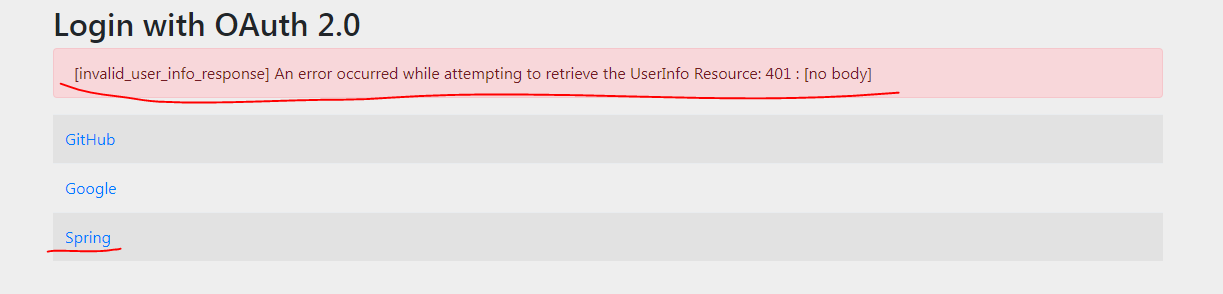 Login with OAuth 2.0
[invalid_user_info_response] An error occurred while attempting to retrieve the UserInfo Resource: 401 : [no body]
GitHub
Google
Spring